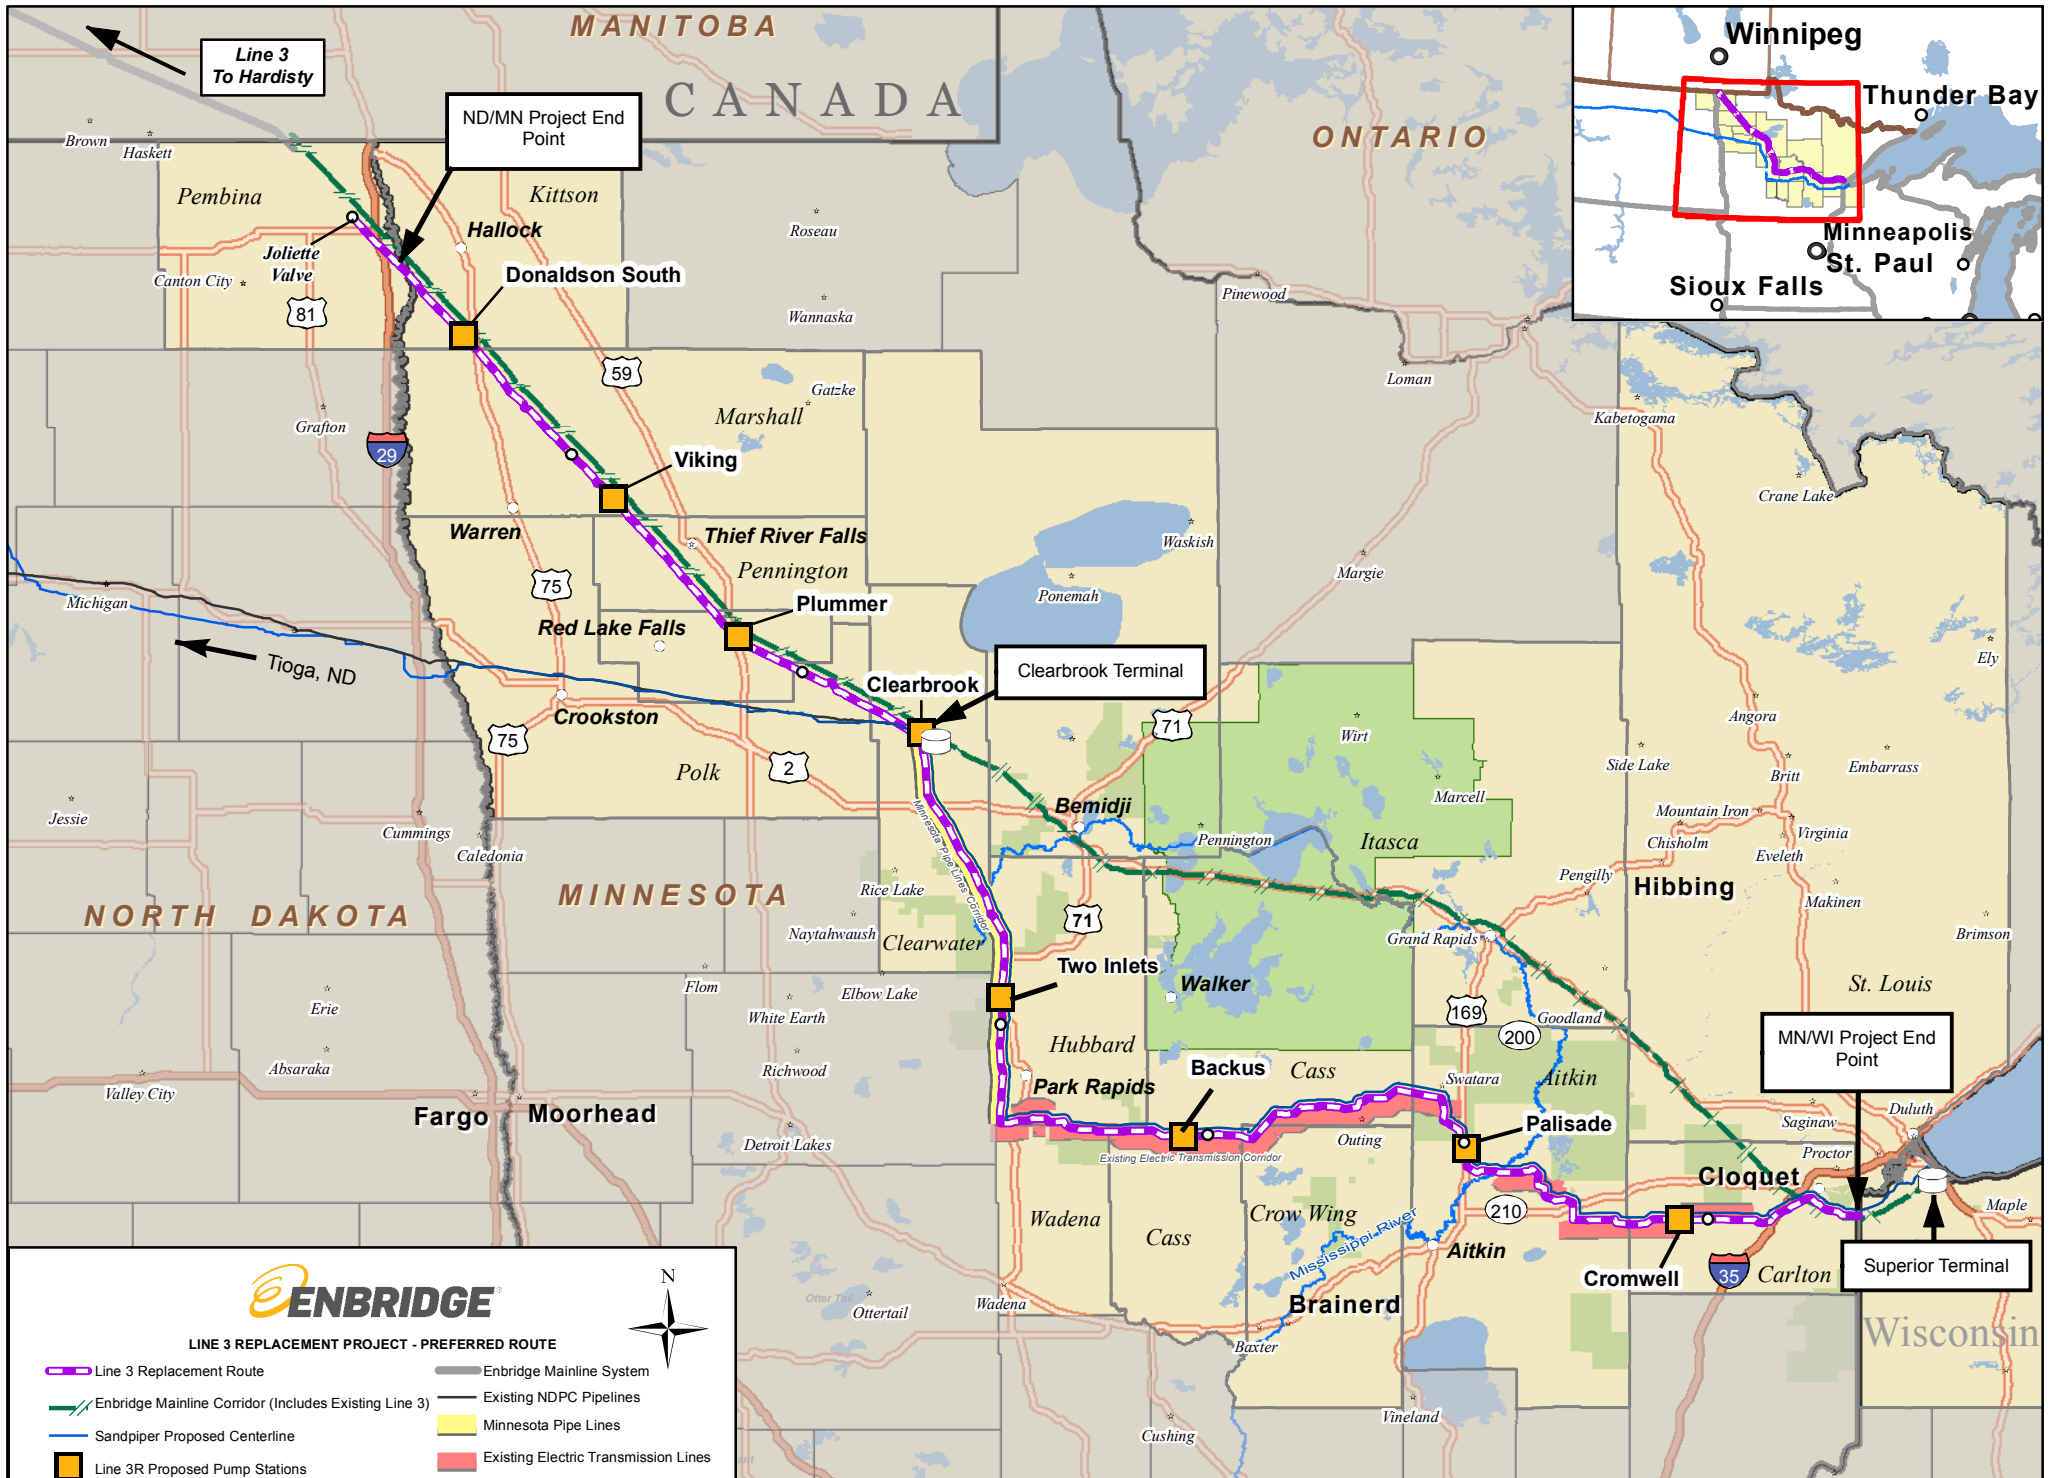 MANITOBA
CANADA
ONTARIO
Line 3
To Hardisty
ND/MN Project End
Point
Brown
Haskett
Pembina
Kittson
Hallock
Joliette
Valve
Canton City
81
Donaldson South
Roseau
Wannaska
Pinewood
Winnipeg
Thunder Bay
Minneapolis
St. Paul
Sioux Falls
59
Gatzke
Marshall
Loman
Kabetogama
Grafton
29
Viking
Crane Lake
Warren
Thief River Falls
Pennington
Waskish
Ponemah
Margie
75
Michigan
Plummer
Red Lake Falls
Tioga, ND
Clearbrook
Clearbrook Terminal
Ely
Crookston
75
Polk
2
71
Wirt
Angora
Side Lake
Britt
Embarrass
Marcell
Bemidji
Minnesota Pipe Lines Corridor
Jessie
Cummings
Caledonia
Pennington
Itasca
Mountain Iron
Chisholm
Virginia
Eveleth
NORTH DAKOTA
MINNESOTA
Rice Lake
Naytahwaush
Clearwater
71
Pengilly
Hibbing
Makinen
Grand Rapids
Brimson
Two Inlets
Walker
Flom
Elbow Lake
Erie
White Earth
169
200
Goodland
St. Louis
MN/WI Project End
Point
Hubbard
Absaraka
Richwood
Park Rapids
Backus
Cass
Swatara
Aitkin
Valley City
Fargo
Moorhead
Detroit Lakes
Existing Electric Transmission Corridor
Outing
Palisade
Saginaw
Duluth
Proctor
Cloquet
Wadena
Cass
Crow Wing
Mississippi River
210
Maple
Aitkin
Cromwell
35
Carlton
Superior Terminal
Otter Tail
Ottertail
Wadena
Brainerd
Baxter
Wisconsin
Vineland
Cushing
ENBRIDGE
N
LINE 3 REPLACEMENT PROJECT - PREFERRED ROUTE
Line 3 Replacement Route
Enbridge Mainline Corridor (Includes Existing Line 3)
Sandpiper Proposed Centerline
Line 3R Proposed Pump Stations
Enbridge Mainline System
Existing NDPC Pipelines
Minnesota Pipe Lines
Existing Electric Transmission Lines